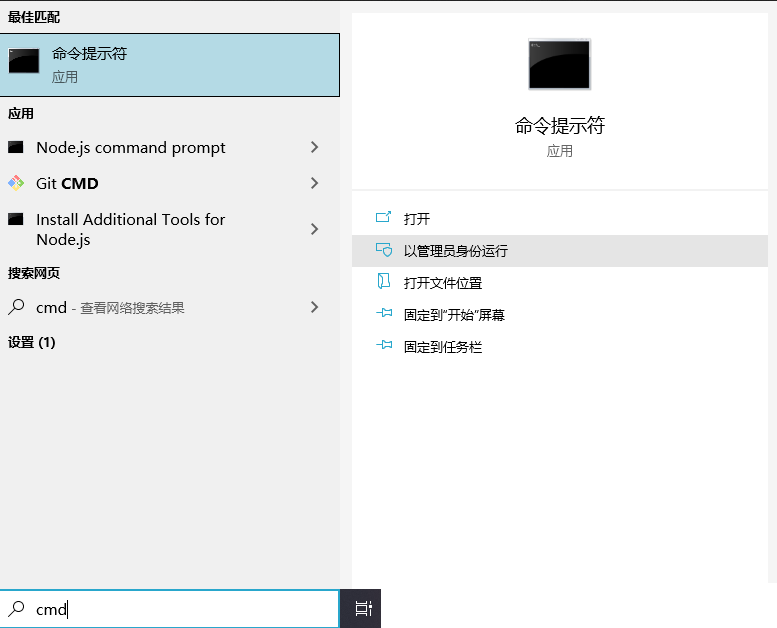 最佳匹配
命令提示符
应用
应用
Node.js command prompt
Git CMD
Install Additional Tools for
Node.js
搜索网页
cmd - 查看网络搜索结果
设置 (1)
cmd
命令提示符
应用
打开
以管理员身份运行
打开文件位置
固定到"开始"屏幕
固定到任务栏